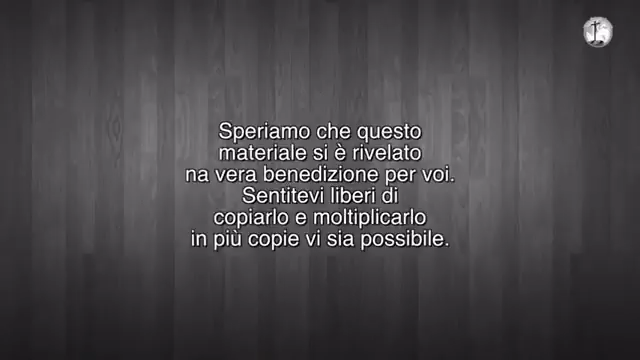 Speriamo che questo
materiale si è rivelato
na vera benedizione per voi.
Sentitevi liberi di
copiarlo e moltiplicarlo
in più copie vi sia possibile.